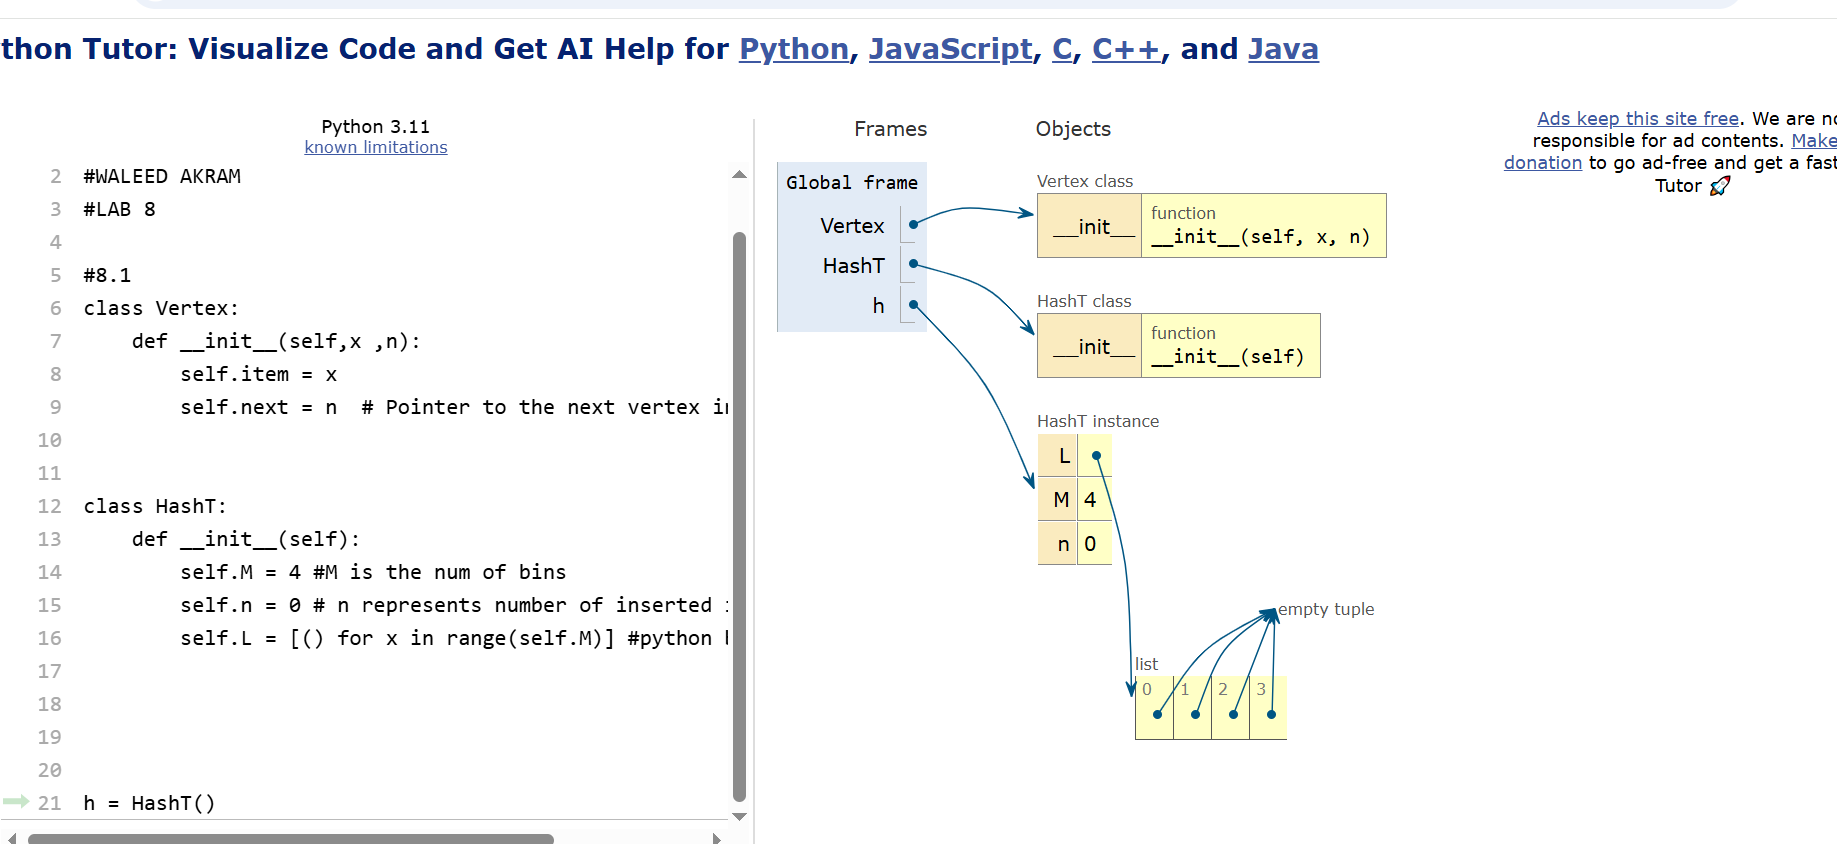 thon Tutor: Visualize Code and Get AI Help for Python, JavaScript, C, C++, and Java
Python 3.11
known limitations
2 #WALEED AKRAM
3 #LAB 8
4
5 #8.1
6 class Vertex:
7 def __init__(self,x ,n):
8 self.item = x
9 self.next = n # Pointer to the next vertex in
10
11
12 class HashT:
13 def __init__(self):
14 self.M = 4 #M is the num of bins
15 self.n = 0 # n represents number of inserted
16 self.L = [() for x in range(self.M)] #python
17
18
19
20
21 h = HashT()
Frames
Objects
Global frame
Vertex
HashT
h
Vertex class
__init__
function
__init__(self, x, n)
HashT class
__init__
function
__init__(self)
HashT instance
L
M 4
n 0
empty tuple
list
0 1 2 3
Ads keep this site free. We are no
responsible for ad contents. Make
donation to go ad-free and get a fast
Tutor 🚀